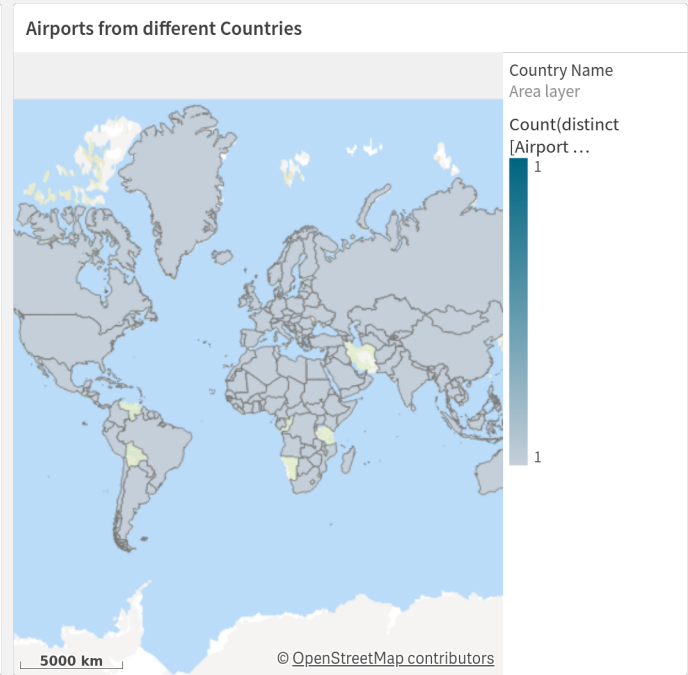 Airports from different Countries
Country Name
Area layer
Count(distinct
[Airport ...
1
1
5000 km
© OpenStreetMap contributors